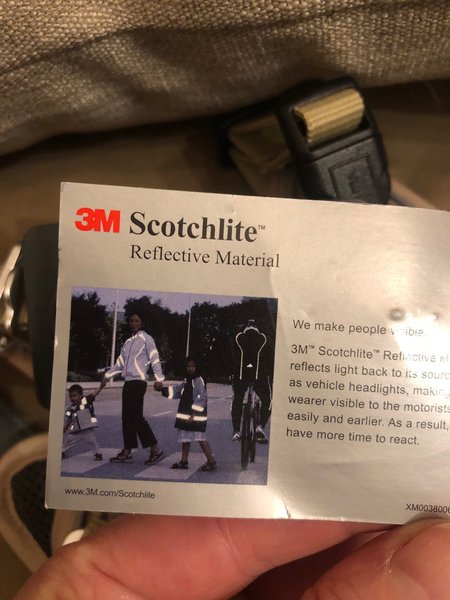 3M Scotchlite™
Reflective Material
We make people visible.
3M™ Scotchlite™ Reflective
reflects light back to its
as vehicle headlights,
wearer visible to the motorists
easily and earlier. As a result,
have more time to react.
www.3M.com/Scotchlite